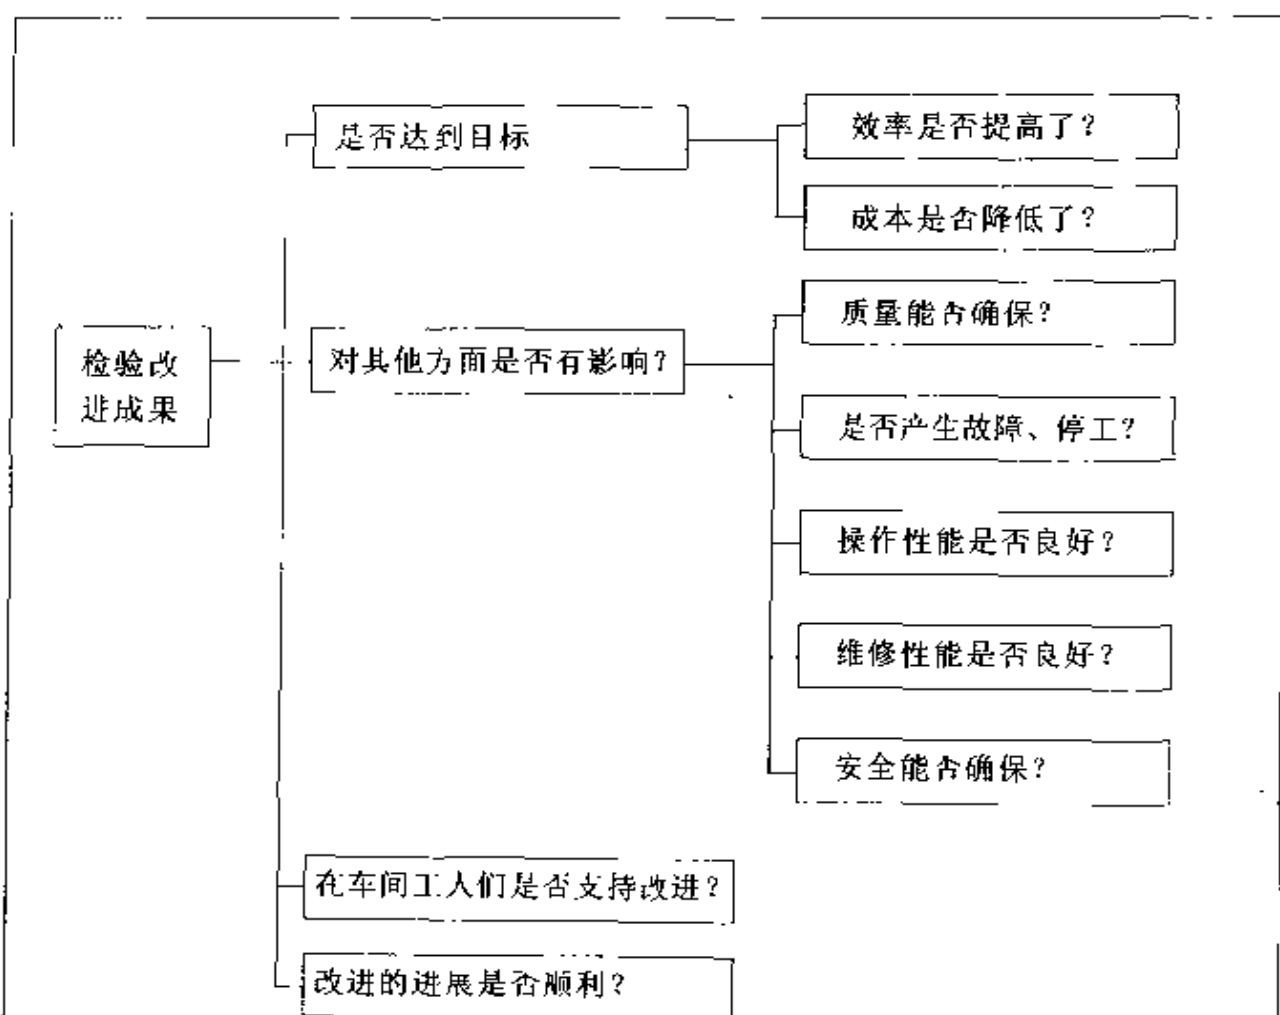 是否达到目标
效率是否提高了？
成本是否降低了？
检验改
进成果
对其他方面是否有影响？
质量能否确保？
是否产生故障、停工？
操作性能是否良好？
维修性能是否良好？
安全能否确保？
在车间工人们是否支持改进？
改进的进展是否顺利？